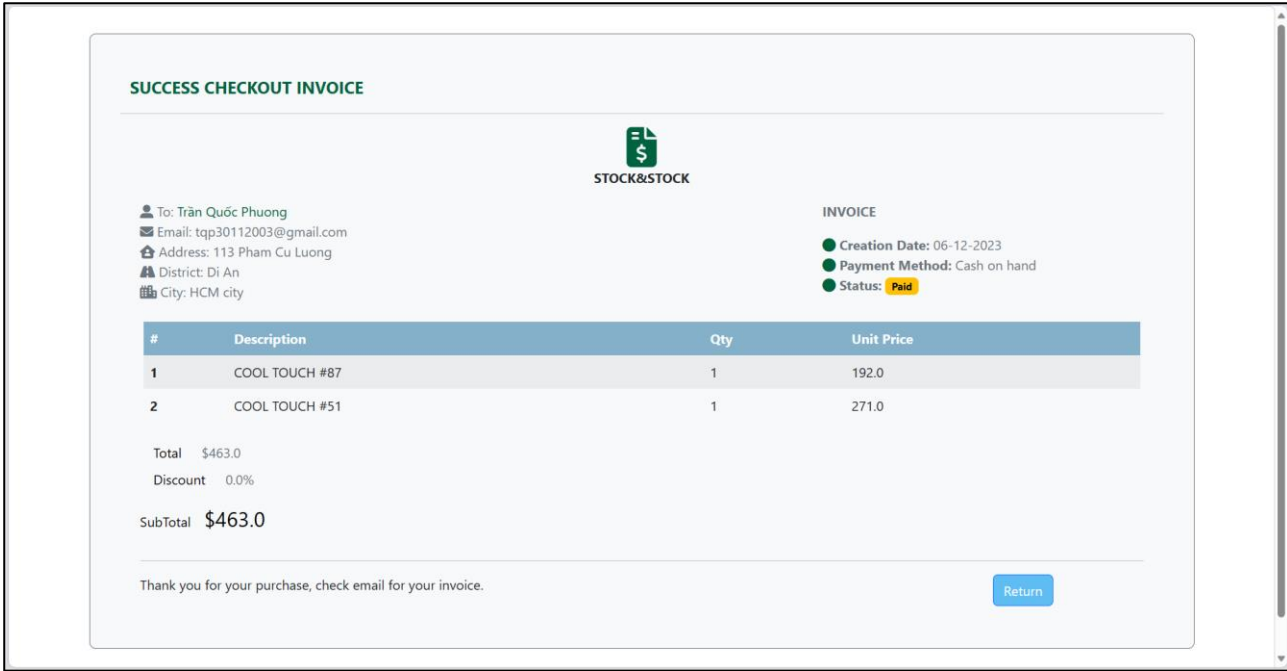 SUCCESS CHECKOUT INVOICE
STOCK&STOCK
To: Trần Quốc Phuong
Email: tqp30112003@gmail.com
Address: 113 Pham Cu Luong
District: Di An
City: HCM city
INVOICE
Creation Date: 06-12-2023
Payment Method: Cash on hand
Status: Paid
# Description Qty Unit Price
1 COOL TOUCH #87 1 192.0
2 COOL TOUCH #51 1 271.0
Total $463.0
Discount 0.0%
SubTotal $463.0
Thank you for your purchase, check email for your invoice.
Return